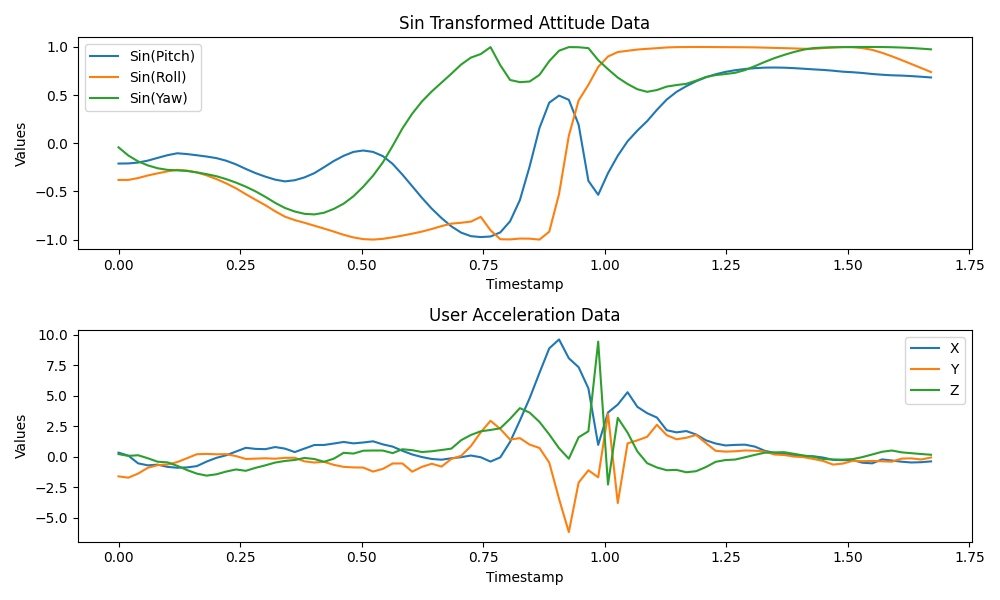 Sin Transformed Attitude Data
1.0
0.5
0.0
−0.5
−1.0
Values
Sin(Pitch)
Sin(Roll)
Sin(Yaw)
0.00 0.25 0.50 0.75 1.00 1.25 1.50 1.75
Timestamp
User Acceleration Data
10.0
7.5
5.0
2.5
0.0
−2.5
−5.0
Values
X
Y
Z
0.00 0.25 0.50 0.75 1.00 1.25 1.50 1.75
Timestamp